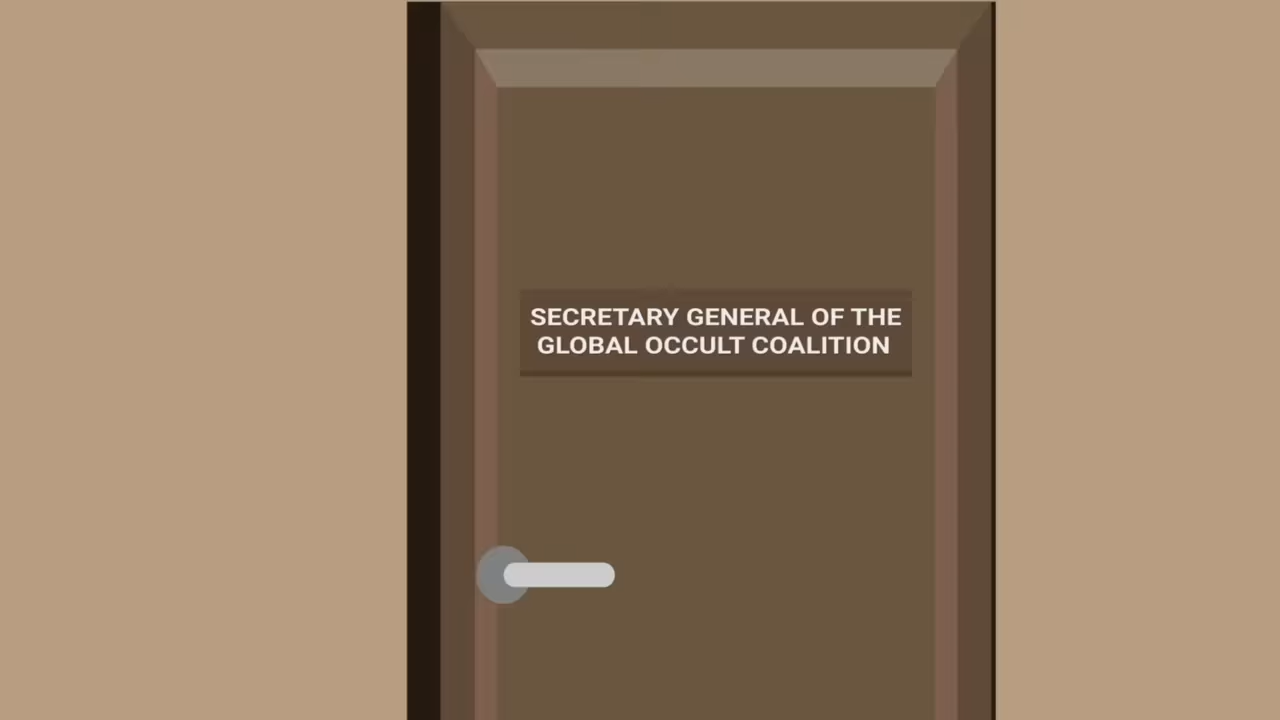 SECRETARY GENERAL OF THE
GLOBAL OCCULT COALITION